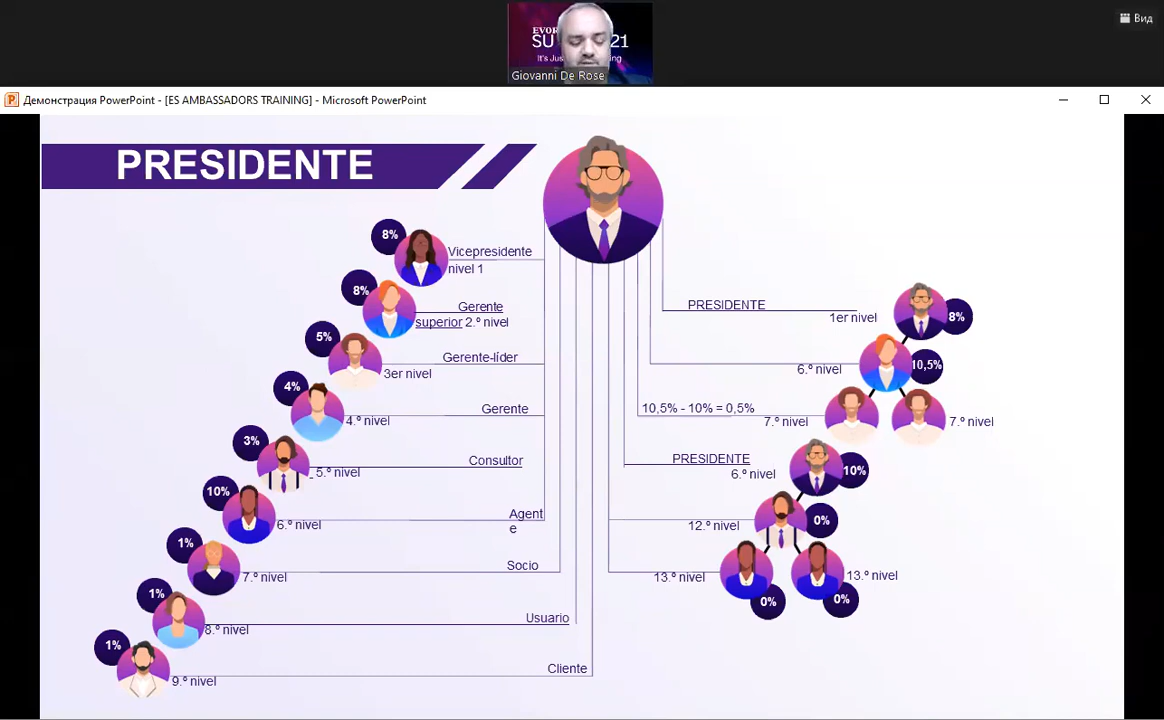 Вид
EVOR
SU 21
It's Jus ing
Giovanni De Rose
Демонстрация PowerPoint - [ES AMBASSADORS TRAINING] - Microsoft PowerPoint
PRESIDENTE
8%
Vicepresidente
nivel 1
8%
Gerente
superior 2.º nivel
5%
Gerente-líder
3er nivel
4%
Gerente
4.º nivel
3%
Consultor
5.º nivel
10%
Agent
e
6.º nivel
1%
Socio
7.º nivel
1%
Usuario
8.º nivel
1%
Cliente
9.º nivel
PRESIDENTE
1er nivel
8%
6.º nivel
10,5%
10,5% - 10% = 0,5%
7.º nivel
7.º nivel
PRESIDENTE
6.º nivel
10%
12.º nivel
0%
13.º nivel
13.º nivel
0%
0%